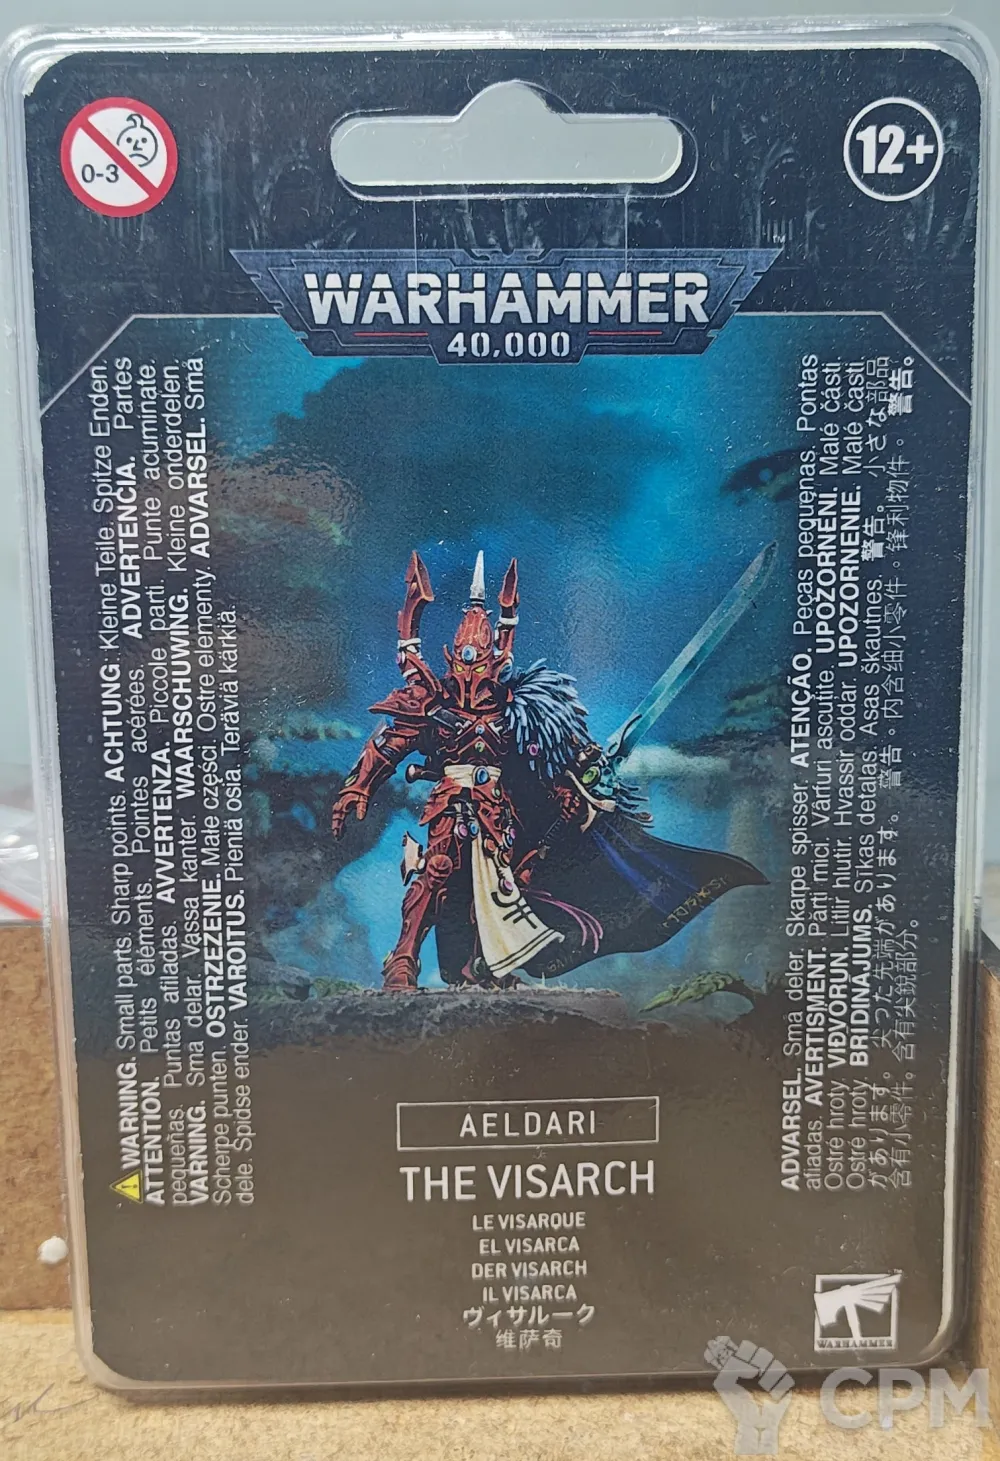 0-3
12+
WARHAMMER™
40,000
⚠WARNING. Small parts. Sharp points. ACHTUNG: Kleine Teile. Spitze Enden.
ATTENTION. Petits éléments. Pointes acérées. ADVERTENCIA. Partes
pequeñas. Puntas afiladas. AVVERTENZA. Piccole parti. Punte acuminate.
VARNING. Små delar. Vassa kanter. WAARSCHUWING. Kleine onderdelen.
Scherpe punten. OSTRZEŻENIE. Małe części. Ostre elementy. ADVARSEL. Små
dele. Spidse ender. VAROITUS. Pieniä osia. Teräviä kärkiä.
ADVARSEL. Små deler. Skarpe spisser. ATENÇÃO. Peças pequenas. Pontas
afiladas. AVERTISMENT. Părți mici. Vârfuri ascuțite. UPOZORNĚNÍ. Malé části.
Ostré hroty. VIÐVÖRUN. Litlir hlutir. Hvassir oddar. UPOZORNENIE. Malé časti.
Ostré hroty. BRĪDINĀJUMS. Sīkas detaļas. Asas šķautnes. 警告。小さな部品
があります。尖った先端があります。警告。内含细小零件。锋利物件。警告。
含有小零件。含有尖銳部分。
AELDARI
THE VISARCH
LE VISARQUE
EL VISARCA
DER VISARCH
IL VISARCA
ヴィサルーク
维萨奇
WARHAMMER
CPM